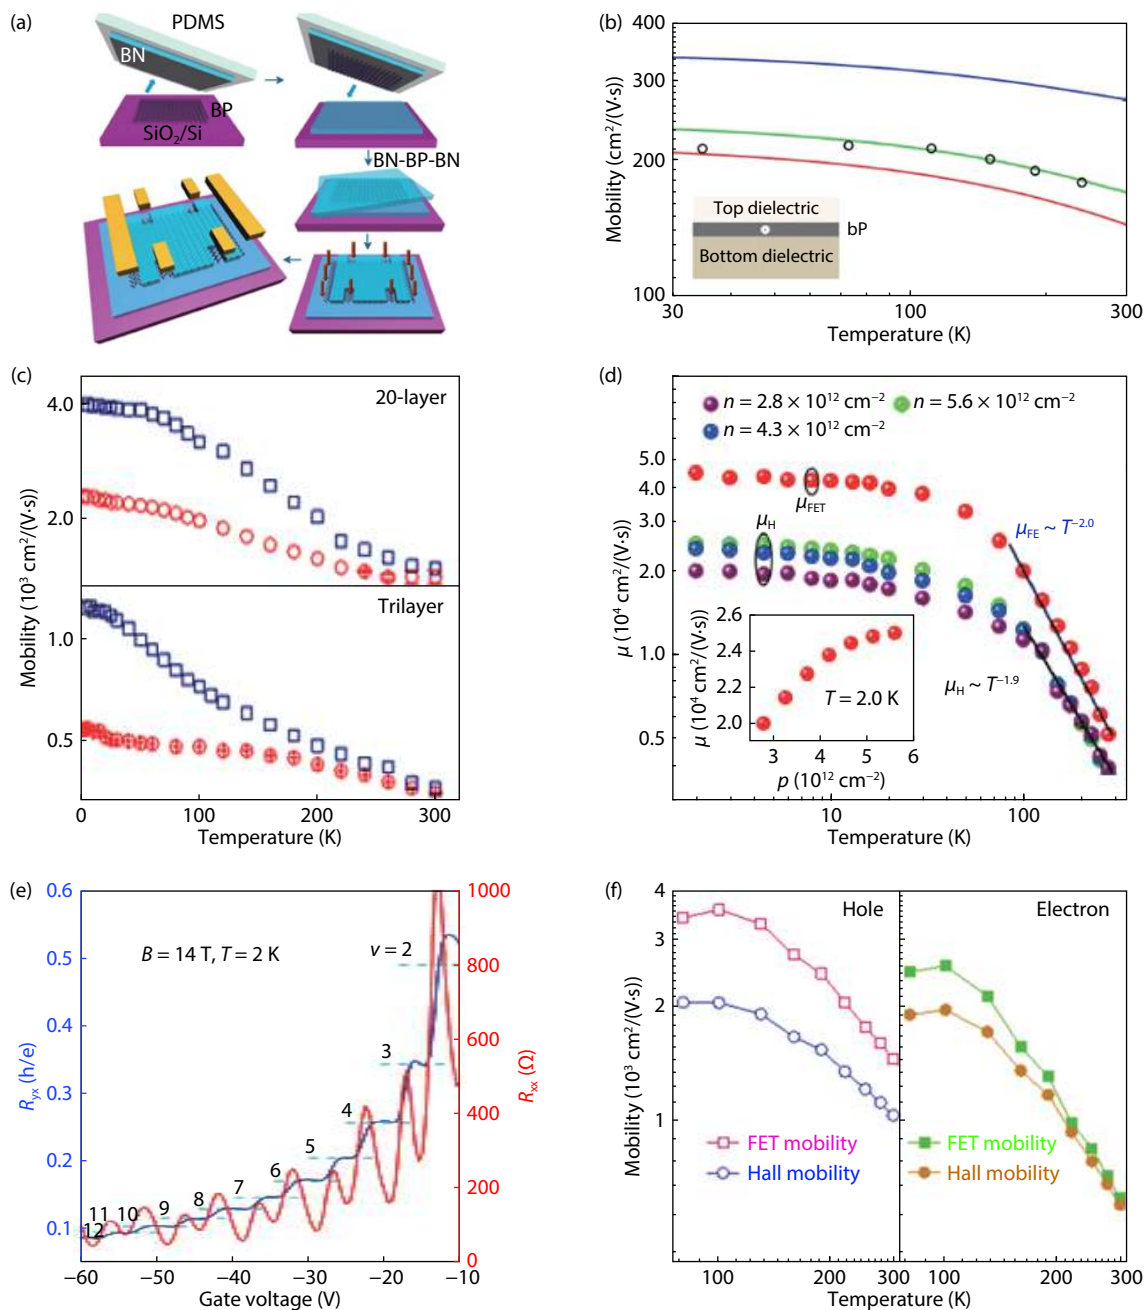 (a)
PDMS
BN
BP
SiO2/Si
BN-BP-BN
(b)
400
300
200
100
Mobility (cm²/(V·s))
Top dielectric
bP
Bottom dielectric
30
100
300
Temperature (K)
(c)
20-layer
4.0
2.0
Trilayer
1.0
0.5
Mobility (10³ cm²/(V·s))
0
100
200
300
Temperature (K)
(d)
n = 2.8 × 10¹² cm⁻² n = 5.6 × 10¹² cm⁻²
n = 4.3 × 10¹² cm⁻²
5.0
4.0
3.0
2.0
1.0
0.5
μ (10⁴ cm²/(V·s))
μFET
μH
μFE ~ T⁻²·⁰
μH ~ T⁻¹·⁹
2.6
2.4
2.2
2.0
μ (10⁴ cm²/(V·s))
T = 2.0 K
3 4 5 6
p (10¹² cm⁻²)
10
100
Temperature (K)
(e)
0.6
0.5
0.4
0.3
0.2
0.1
Ryx (h/e)
B = 14 T, T = 2 K
ν = 2
3
4
5
6
7
8
9
10
11
12
1000
800
600
400
200
0
Rxx (Ω)
−60 −50 −40 −30 −20 −10
Gate voltage (V)
(f)
4
3
2
1
Mobility (10³ cm²/(V·s))
Hole
FET mobility
Hall mobility
Electron
FET mobility
Hall mobility
100 200 300 100 200 300
Temperature (K) Temperature (K)